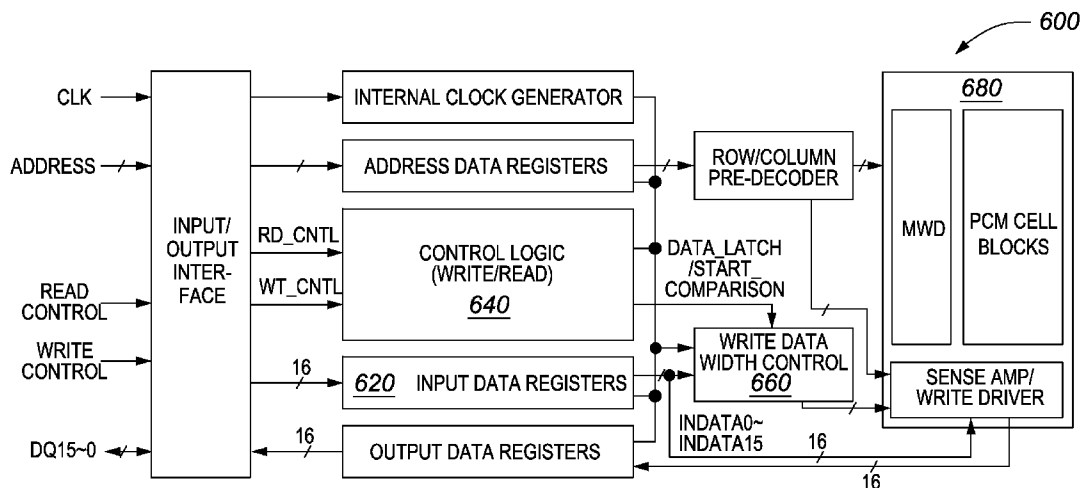 600
CLK
ADDRESS
READ
CONTROL
WRITE
CONTROL
DQ15~0
INPUT/
OUTPUT
INTER-
FACE
RD_CNTL
WT_CNTL
16
16
INTERNAL CLOCK GENERATOR
ADDRESS DATA REGISTERS
CONTROL LOGIC
(WRITE/READ)
640
620 INPUT DATA REGISTERS
OUTPUT DATA REGISTERS
ROW/COLUMN
PRE-DECODER
DATA_LATCH
/START_
COMPARISON
WRITE DATA
WIDTH CONTROL
660
INDATA0~
INDATA15
16
16
680
MWD
PCM CELL
BLOCKS
SENSE AMP/
WRITE DRIVER